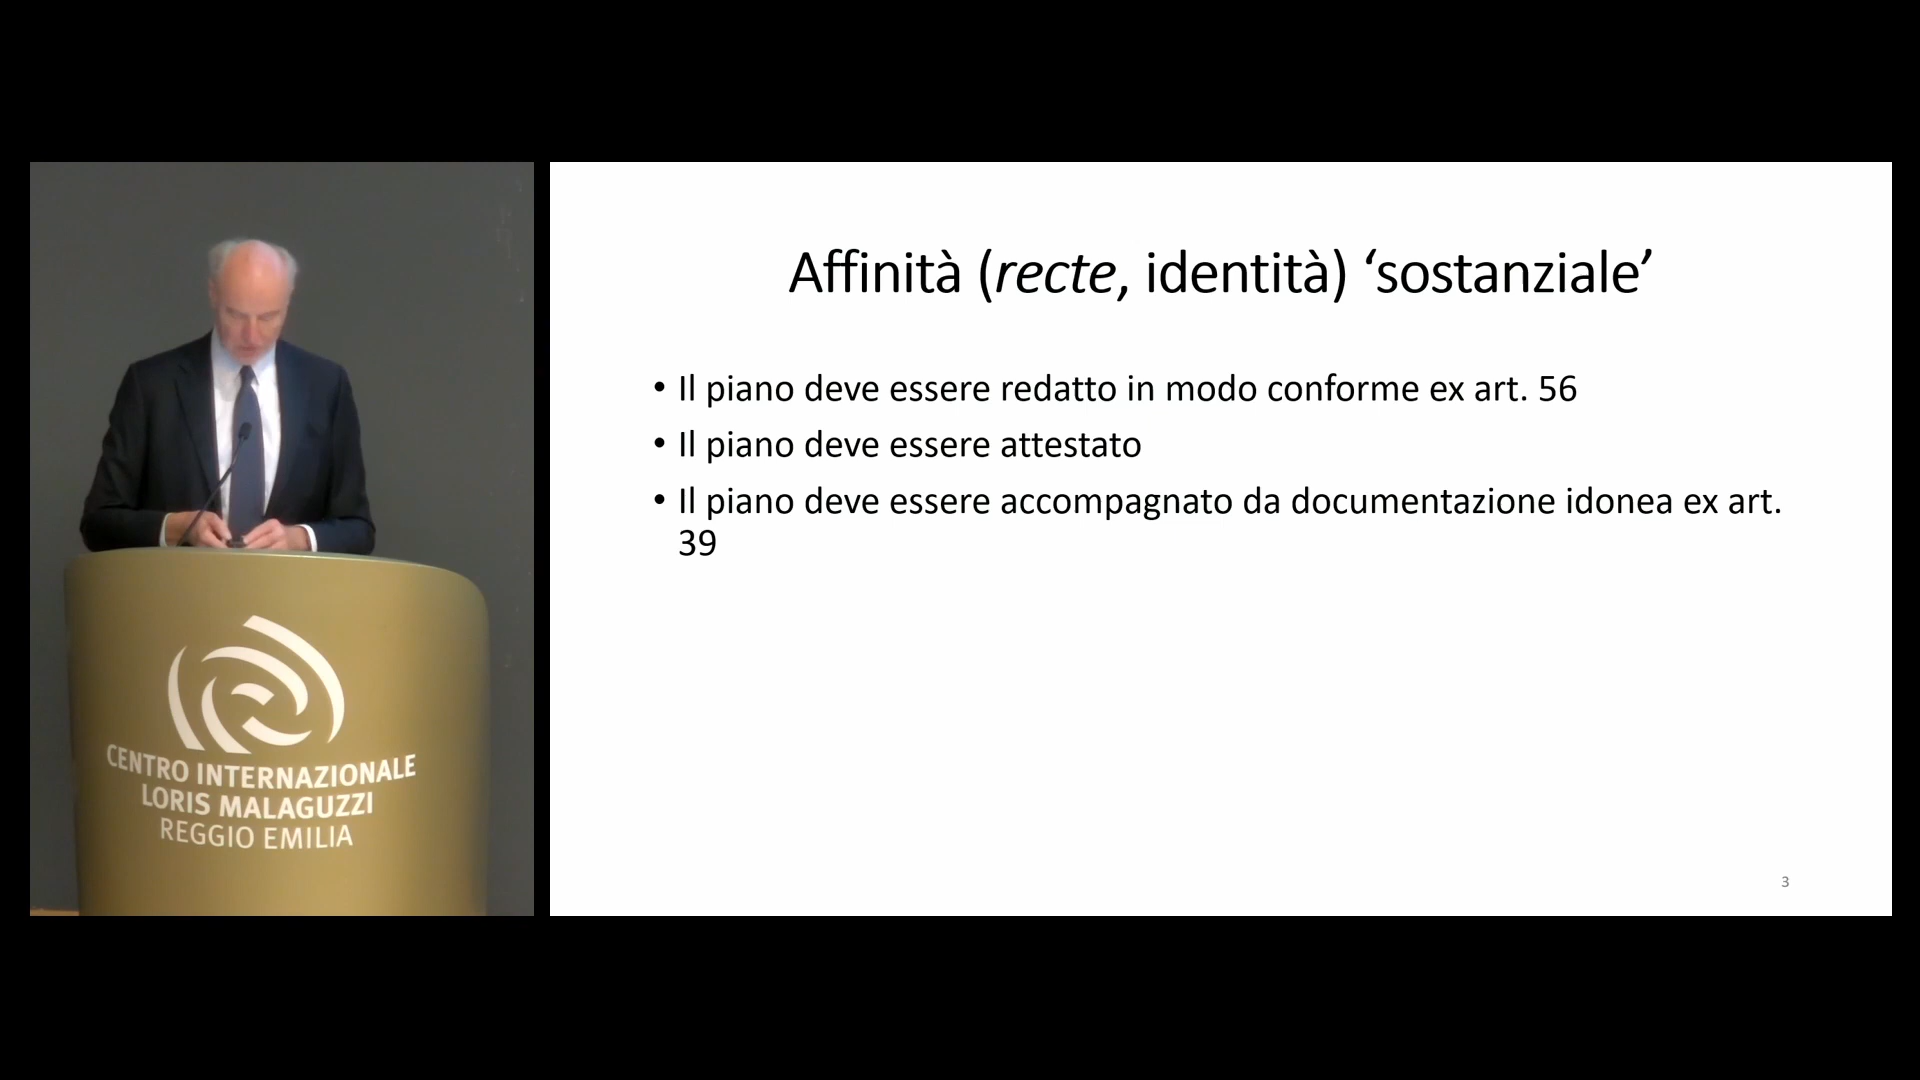 Affinità (recte, identità) ‘sostanziale’
• Il piano deve essere redatto in modo conforme ex art. 56
• Il piano deve essere attestato
• Il piano deve essere accompagnato da documentazione idonea ex art.
39
3
CENTRO INTERNAZIONALE
LORIS MALAGUZZI
REGGIO EMILIA